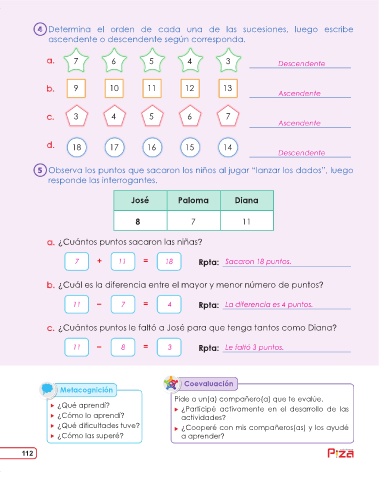 4 Determina el orden de cada una de las sucesiones, luego escribe
ascendente o descendente según corresponda.
a. 7 6 5 4 3 Descendente
b. 9 10 11 12 13 Ascendente
c. 3 4 5 6 7 Ascendente
d. 18 17 16 15 14 Descendente
5 Observa los puntos que sacaron los niños al jugar “lanzar los dados”, luego
responde las interrogantes.
José Paloma Diana
8 7 11
a. ¿Cuántos puntos sacaron las niñas?
7 + 11 = 18 Rpta: Sacaron 18 puntos.
b. ¿Cuál es la diferencia entre el mayor y menor número de puntos?
11 – 7 = 4 Rpta: La diferencia es 4 puntos.
c. ¿Cuántos puntos le faltó a José para que tenga tantos como Diana?
11 – 8 = 3 Rpta: Le faltó 3 puntos.
Metacognición
¿Qué aprendí?
¿Cómo lo aprendí?
¿Qué dificultades tuve?
¿Cómo las superé?
Coevaluación
Pide a un(a) compañero(a) que te evalúe.
¿Participé activamente en el desarrollo de las
actividades?
¿Cooperé con mis compañeros(as) y los ayudé
a aprender?
112